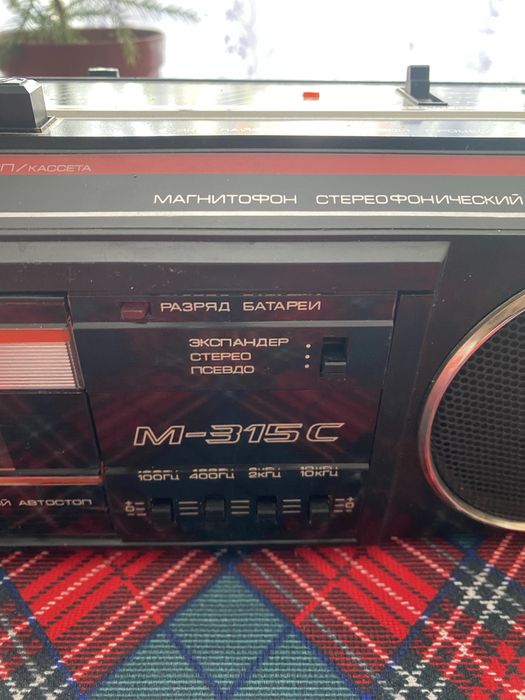 П/КАССЕТА
МАГНИТОФОН СТЕРЕОФОНИЧЕСКИЙ
РАЗРЯД БАТАРЕИ
ЭКСПАНДЕР
СТЕРЕО
ПСЕВДО
М-315С
100ГЦ 400ГЦ 2кГЦ 10кГЦ
Й АВТОСТОП